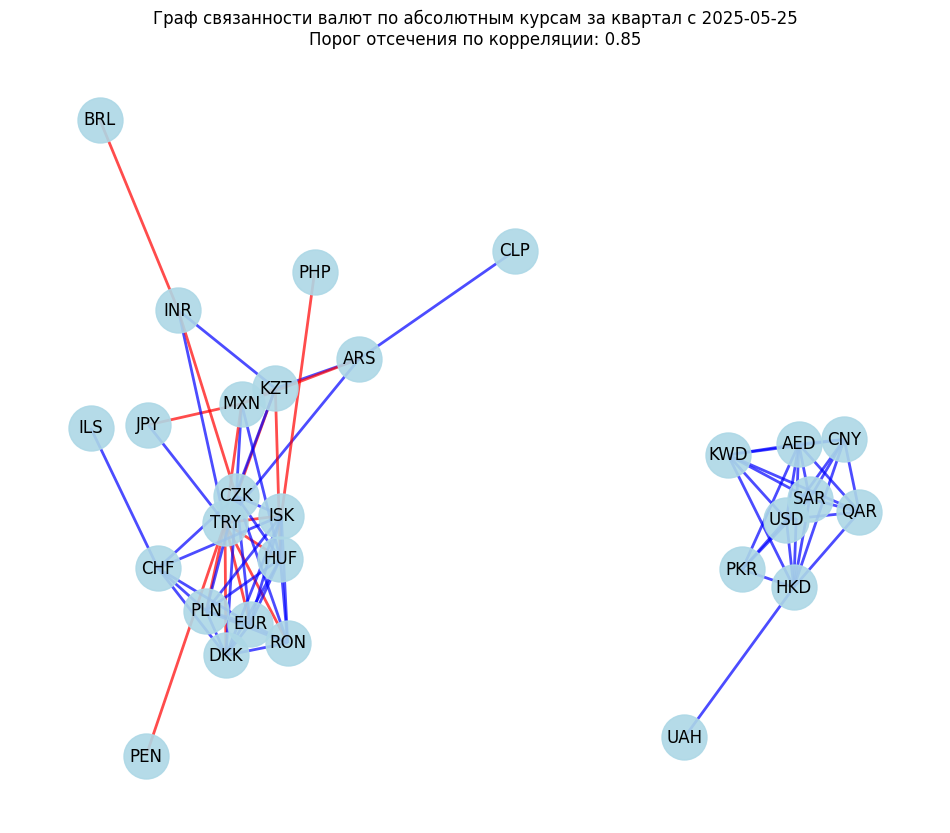 Граф связанности валют по абсолютным курсам за квартал с 2025-05-25
Порог отсечения по корреляции: 0.85
BRL
CLP
PHP
INR
ARS
KZT
MXN
JPY
ILS
CNY
AED
KWD
CZK
SAR
QAR
ISK
USD
TRY
HUF
CHF
PKR
HKD
PLN
EUR
RON
DKK
UAH
PEN